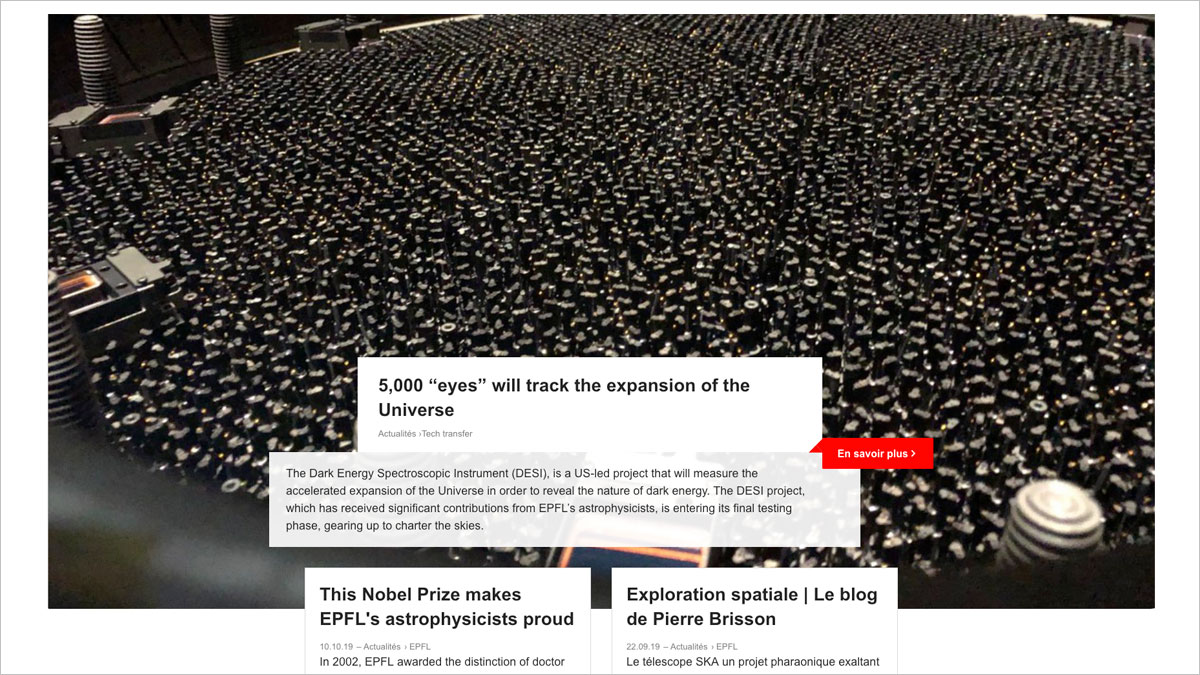 5,000 “eyes” will track the expansion of the
Universe
Actualités ›Tech transfer
En savoir plus ›
The Dark Energy Spectroscopic Instrument (DESI), is a US-led project that will measure the
accelerated expansion of the Universe in order to reveal the nature of dark energy. The DESI project,
which has received significant contributions from EPFL’s astrophysicists, is entering its final testing
phase, gearing up to charter the skies.
This Nobel Prize makes
EPFL's astrophysicists proud
10.10.19 – Actualités › EPFL
In 2002, EPFL awarded the distinction of doctor
Exploration spatiale | Le blog
de Pierre Brisson
22.09.19 – Actualités › EPFL
Le télescope SKA un projet pharaonique exaltant